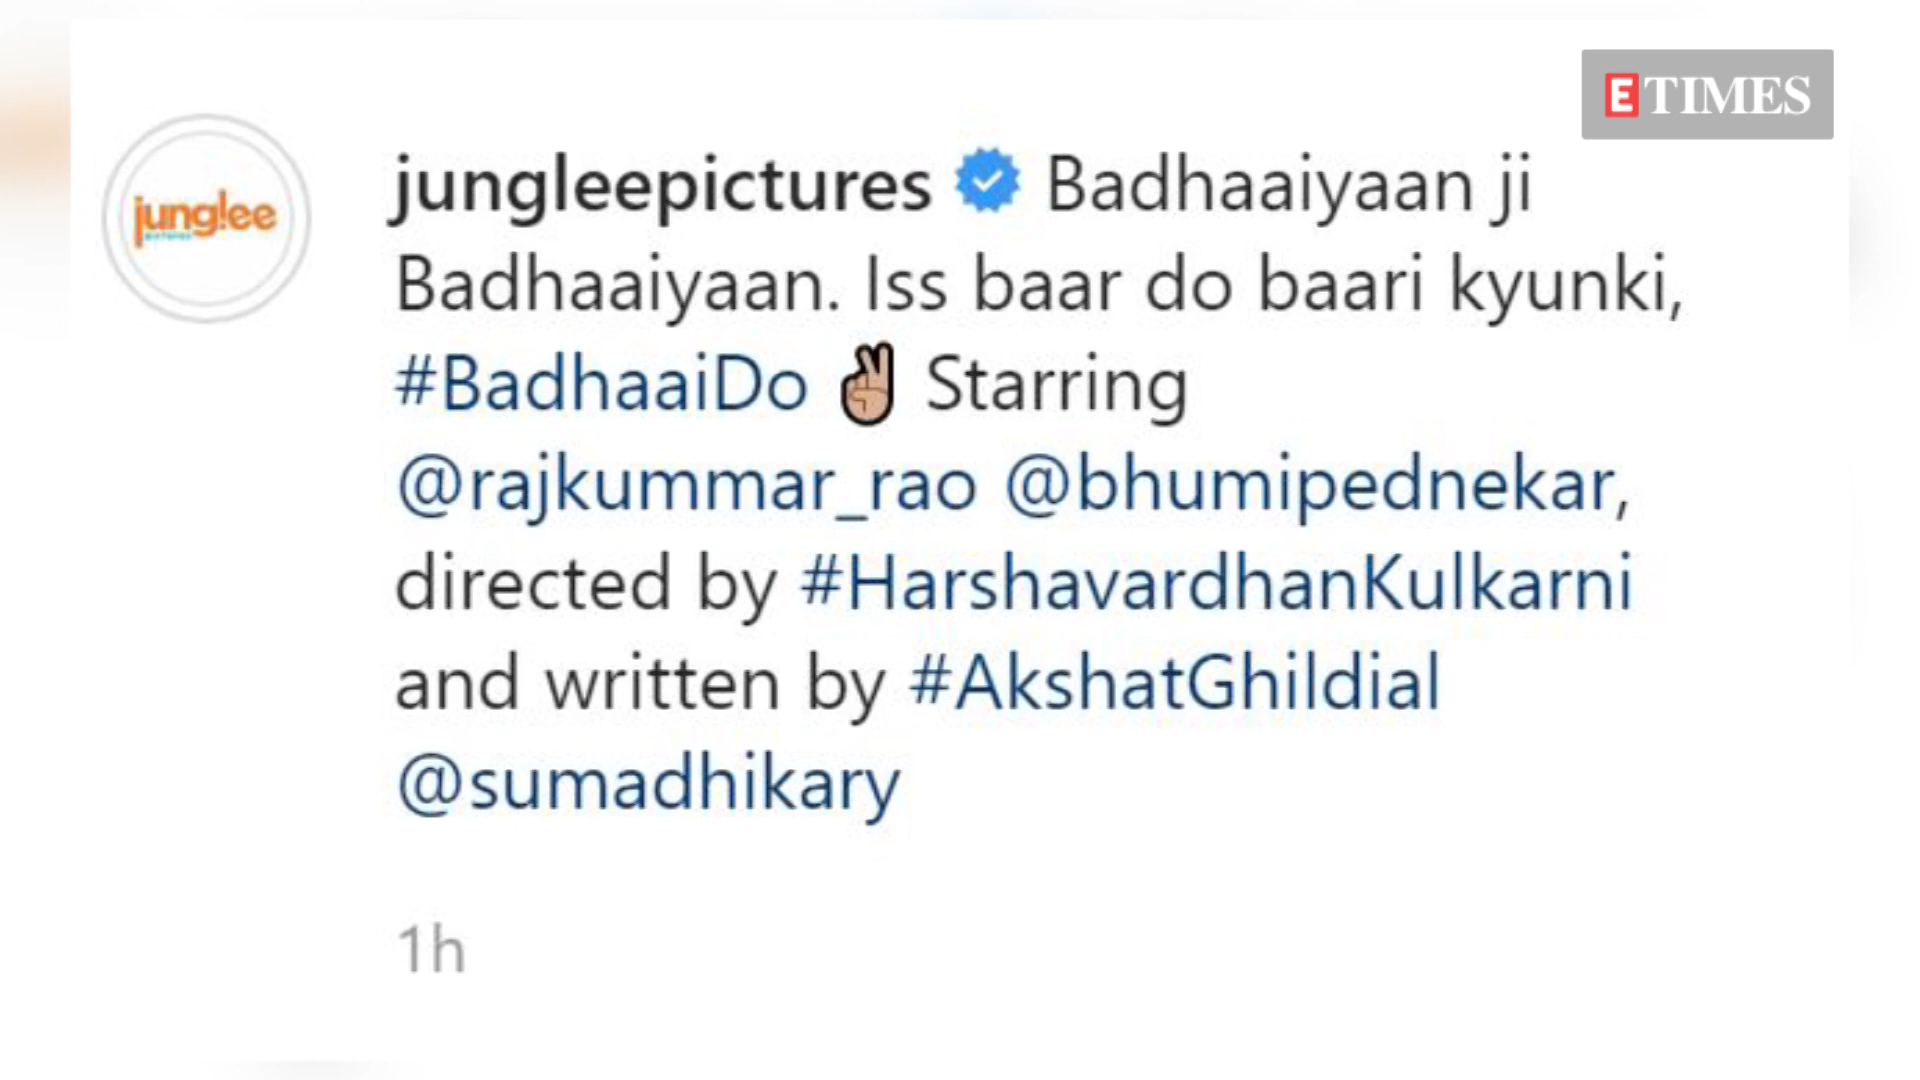 E TIMES
junglee
jungleepictures Badhaaiyaan ji
Badhaaiyaan. Iss baar do baari kyunki,
#BadhaaiDo ✌🏽 Starring
@rajkummar_rao @bhumipednekar,
directed by #HarshavardhanKulkarni
and written by #AkshatGhildial
@sumadhikary
1h